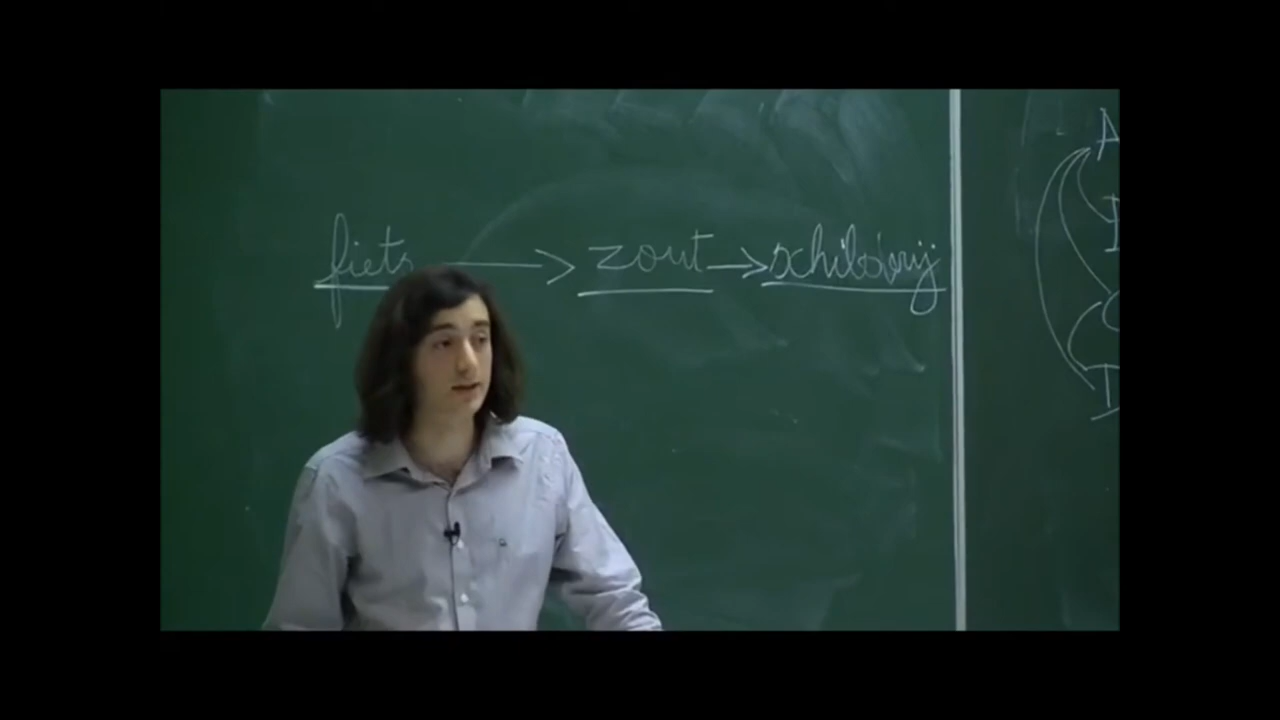 fiets → zout → schilderij
A
D